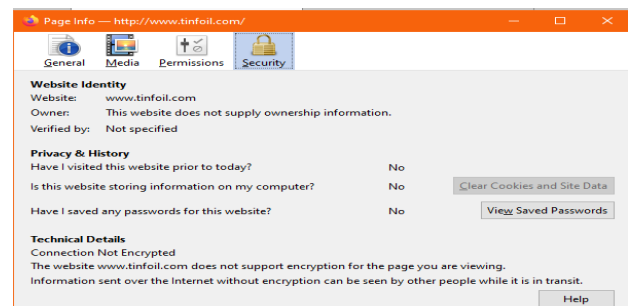 Page Info — http://www.tinfoil.com/
General Media Permissions Security
Website Identity
Website: www.tinfoil.com
Owner: This website does not supply ownership information.
Verified by: Not specified
Privacy & History
Have I visited this website prior to today? No
Is this website storing information on my computer? No Clear Cookies and Site Data
Have I saved any passwords for this website? No View Saved Passwords
Technical Details
Connection Not Encrypted
The website www.tinfoil.com does not support encryption for the page you are viewing.
Information sent over the Internet without encryption can be seen by other people while it is in transit.
Help